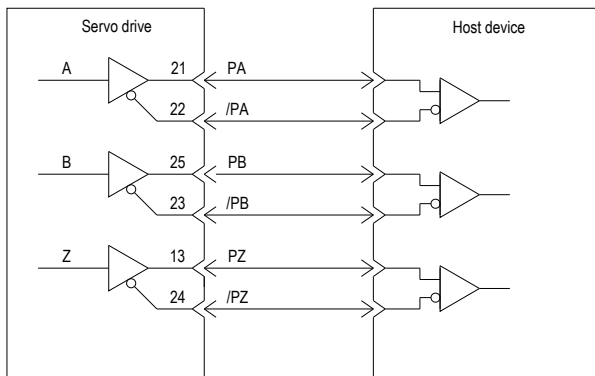 Servo drive Host device
A 21 PA
22 /PA
B 25 PB
23 /PB
Z 13 PZ
24 /PZ